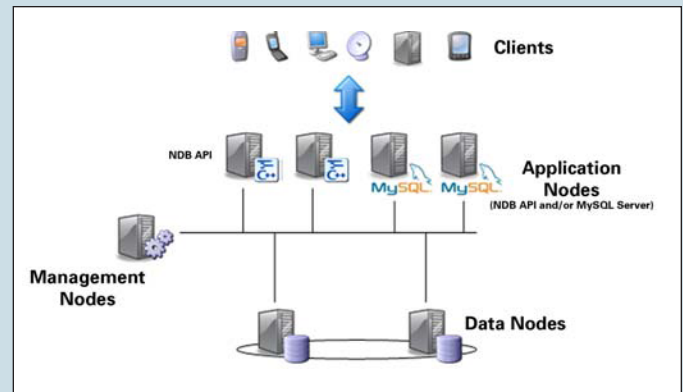 Clients
NDB API
C++
C++
MySQL
MySQL
Application
Nodes
(NDB API and/or MySQL Server)
Management
Nodes
Data Nodes